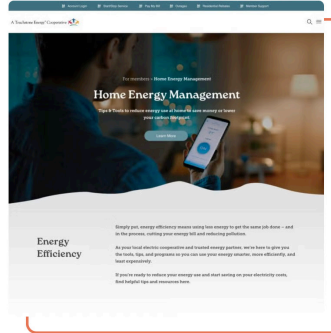 Account Login
Start/Stop Service
Pay My Bill
Outages
Residential Rebates
Member Support
A Touchstone Energy® Cooperative
For members » Home Energy Management
Home Energy Management
Tips & Tools to reduce energy use at home to save money or lower
your carbon footprint
Learn More
Energy
Efficiency
Simply put, energy efficiency means using less energy to get the same job done – and
in the process, cutting your energy bill and reducing pollution.
As your local electric cooperative and trusted energy partner, we're here to give you
the tools, tips, and programs so you can use your energy smarter, more efficiently, and
less expensively.
If you're ready to reduce your energy use and start saving on your electricity costs,
find helpful tips and resources here.